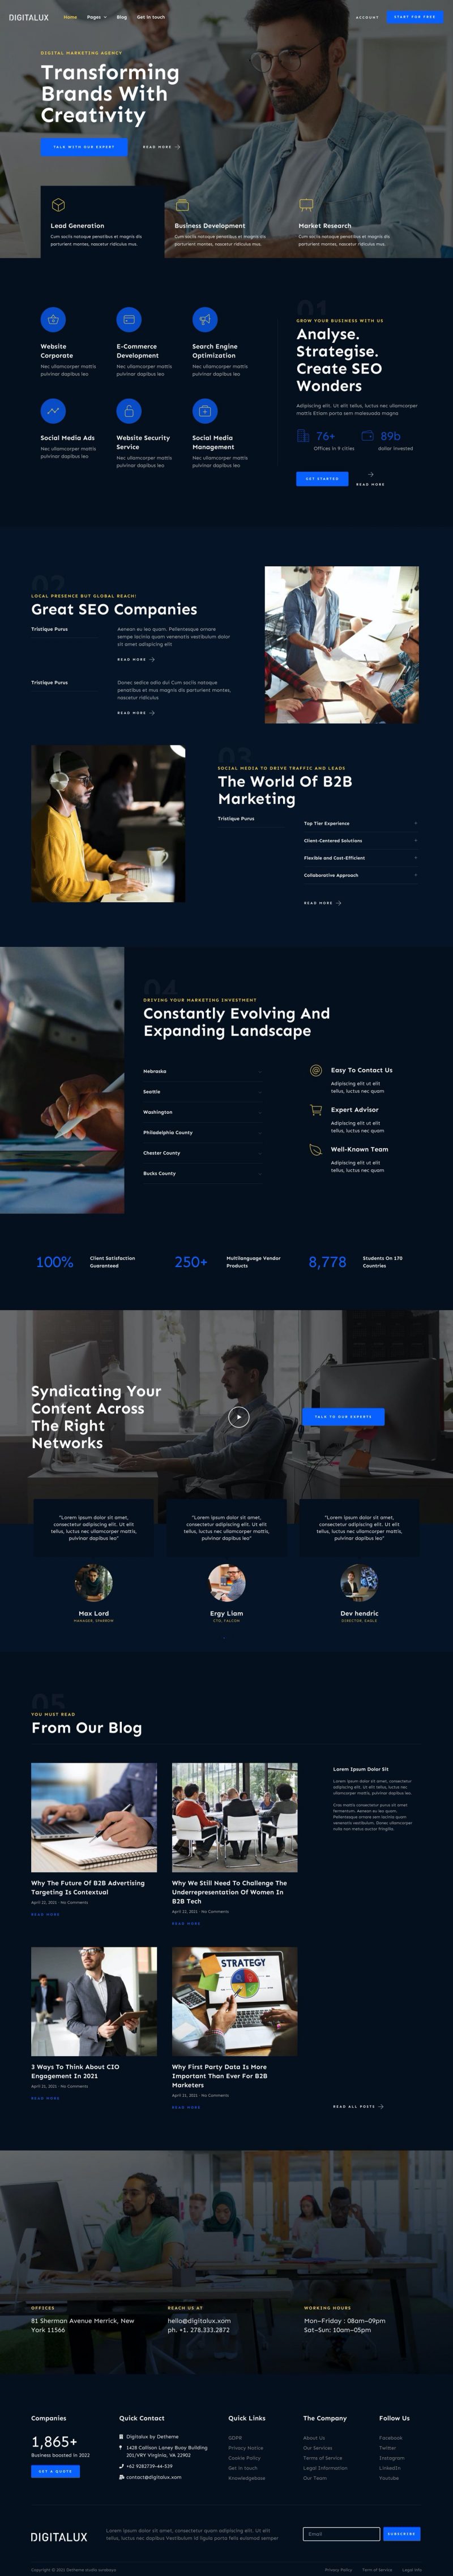 DIGITALUX
Home Pages Blog Get in touch
ACCOUNT
START FOR FREE
DIGITAL MARKETING AGENCY
Transforming
Brands With
Creativity
TALK WITH OUR EXPERT
READ MORE
Lead Generation
Cum sociis natoque penatibus et magnis dis
parturient montes, nascetur ridiculus mus.
Business Development
Cum sociis natoque penatibus et magnis dis
parturient montes, nascetur ridiculus mus.
Market Research
Cum sociis natoque penatibus et magnis dis
parturient montes, nascetur ridiculus mus.
Website
Corporate
Nec ullamcorper mattis
pulvinar dapibus leo
E-Commerce
Development
Nec ullamcorper mattis
pulvinar dapibus leo
Search Engine
Optimization
Nec ullamcorper mattis
pulvinar dapibus leo
Social Media Ads
Nec ullamcorper mattis
pulvinar dapibus leo
Website Security
Service
Nec ullamcorper mattis
pulvinar dapibus leo
Social Media
Management
Nec ullamcorper mattis
pulvinar dapibus leo
01
GROW YOUR BUSINESS WITH US
Analyse.
Strategise.
Create SEO
Wonders
Adipiscing elit. Ut elit tellus, luctus nec ullamcorper
mattis Etiam porta sem malesuada magna
76+
Offices in 9 cities
89b
dollar invested
GET STARTED
READ MORE
02
LOCAL PRESENCE BUT GLOBAL REACH!
Great SEO Companies
Tristique Purus
Aenean eu leo quam. Pellentesque ornare
sempe lacinia quam venenatis vestibulum dolor
sit amet adipiscing elit
READ MORE
Tristique Purus
Donec sedice odio dui Cum sociis natoque
penatibus et mus magnis dis parturient montes,
nascetur ridiculus
READ MORE
03
SOCIAL MEDIA TO DRIVE TRAFFIC AND LEADS
The World Of B2B
Marketing
Tristique Purus
Top Tier Experience +
Client-Centered Solutions +
Flexible and Cost-Efficient +
Collaborative Approach +
READ MORE
04
DRIVING YOUR MARKETING INVESTMENT
Constantly Evolving And
Expanding Landscape
Nebraska
Seattle
Washington
Philadelphia County
Chester County
Bucks County
Easy To Contact Us
Adipiscing elit ut elit
tellus, luctus nec quam
Expert Advisor
Adipiscing elit ut elit
tellus, luctus nec quam
Well-Known Team
Adipiscing elit ut elit
tellus, luctus nec quam
100%
Client Satisfaction
Guaranteed
250+
Multilanguage Vendor
Products
8,778
Students On 170
Countries
Syndicating Your
Content Across
The Right
Networks
TALK TO OUR EXPERTS
"Lorem ipsum dolor sit amet,
consectetur adipiscing elit. Ut elit
tellus, luctus nec ullamcorper mattis,
pulvinar dapibus leo"
Max Lord
MANAGER, SPARROW
"Lorem ipsum dolor sit amet,
consectetur adipiscing elit. Ut elit
tellus, luctus nec ullamcorper mattis,
pulvinar dapibus leo"
Ergy Liam
CTO, FALCON
"Lorem ipsum dolor sit amet,
consectetur adipiscing elit. Ut elit
tellus, luctus nec ullamcorper mattis,
pulvinar dapibus leo"
Dev hendric
DIRECTOR, EAGLE
05
YOU MUST READ
From Our Blog
Why The Future Of B2B Advertising
Targeting Is Contextual
April 22, 2021 · No Comments
READ MORE
Why We Still Need To Challenge The
Underrepresentation Of Women In
B2B Tech
April 22, 2021 · No Comments
READ MORE
Lorem Ipsum Dolor Sit
Lorem ipsum dolor sit amet, consectetur
adipiscing elit. Ut elit tellus, luctus nec
ullamcorper mattis, pulvinar dapibus leo.
Cras mattis consectetur purus sit amet
fermentum. Aenean eu leo quam.
Pellentesque ornare sem lacinia quam
venenatis vestibulum. Donec ullamcorper
nulla non metus auctor fringilla.
STRATEGY
3 Ways To Think About CIO
Engagement In 2021
April 21, 2021 · No Comments
READ MORE
Why First Party Data Is More
Important Than Ever For B2B
Marketers
April 21, 2021 · No Comments
READ MORE
READ ALL POSTS
OFFICES
81 Sherman Avenue Merrick, New
York 11566
REACH US AT
hello@digitalux.xom
ph. +1. 278.333.2872
WORKING HOURS
Mon–Friday : 08am–09pm
Sat–Sun: 10am–05pm
Companies
1,865+
Business boasted in 2022
GET A QUOTE
Quick Contact
Digitalux by Detheme
1428 Callison Laney Buoy Building
201/VRY Virginia, VA 22902
+62 9282739-44-539
contact@digitalux.xom
Quick Links
GDPR
Privacy Notice
Cookie Policy
Get in touch
Knowledgebase
The Company
About Us
Our Services
Terms of Service
Legal Information
Our Team
Follow Us
Facebook
Twitter
Instagram
LinkedIn
Youtube
DIGITALUX
Lorem ipsum dolor sit amet, consectetur adipiscing elit. Ut elit
tellus, luctus nec dapibus Vestibulum id ligula porta felis euismod semper
Email
SUBSCRIBE
Copyright © 2021 Detheme studio surabaya
Privacy Policy Term of Service Legal Info